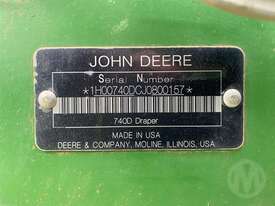 JOHN DEERE
Serial Number
*1H00740DCJ0800157*
740D Draper
MADE IN USA
DEERE & COMPANY, MOLINE, ILLINOIS, USA